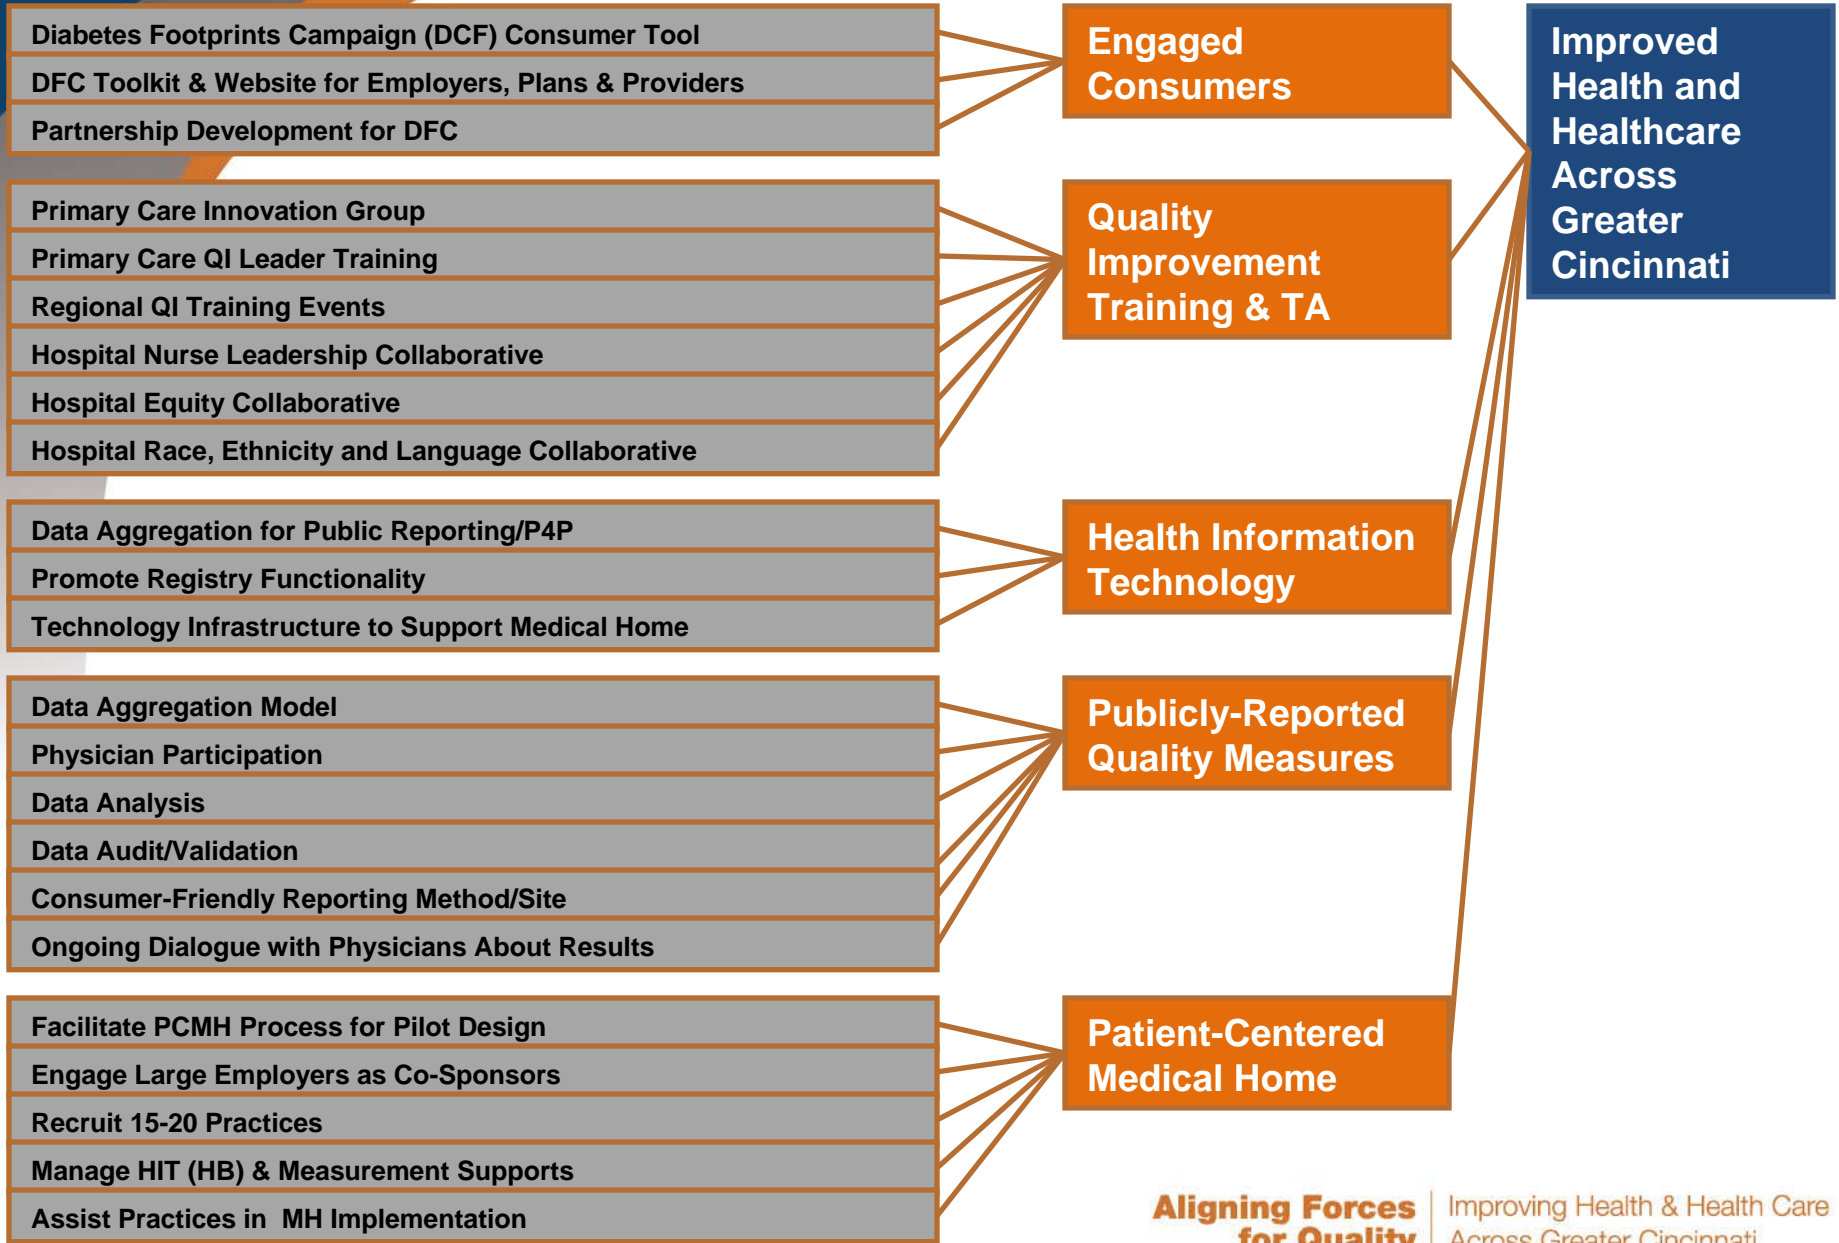 Diabetes Footprints Campaign (DCF) Consumer Tool
DFC Toolkit & Website for Employers, Plans & Providers
Partnership Development for DFC
Engaged
Consumers
Primary Care Innovation Group
Primary Care QI Leader Training
Regional QI Training Events
Hospital Nurse Leadership Collaborative
Hospital Equity Collaborative
Hospital Race, Ethnicity and Language Collaborative
Quality
Improvement
Training & TA
Data Aggregation for Public Reporting/P4P
Promote Registry Functionality
Technology Infrastructure to Support Medical Home
Health Information
Technology
Data Aggregation Model
Physician Participation
Data Analysis
Data Audit/Validation
Consumer-Friendly Reporting Method/Site
Ongoing Dialogue with Physicians About Results
Publicly-Reported
Quality Measures
Facilitate PCMH Process for Pilot Design
Engage Large Employers as Co-Sponsors
Recruit 15-20 Practices
Manage HIT (HB) & Measurement Supports
Assist Practices in MH Implementation
Patient-Centered
Medical Home
Improved
Health and
Healthcare
Across
Greater
Cincinnati
Aligning Forces
for Quality
Improving Health & Health Care
Across Greater Cincinnati